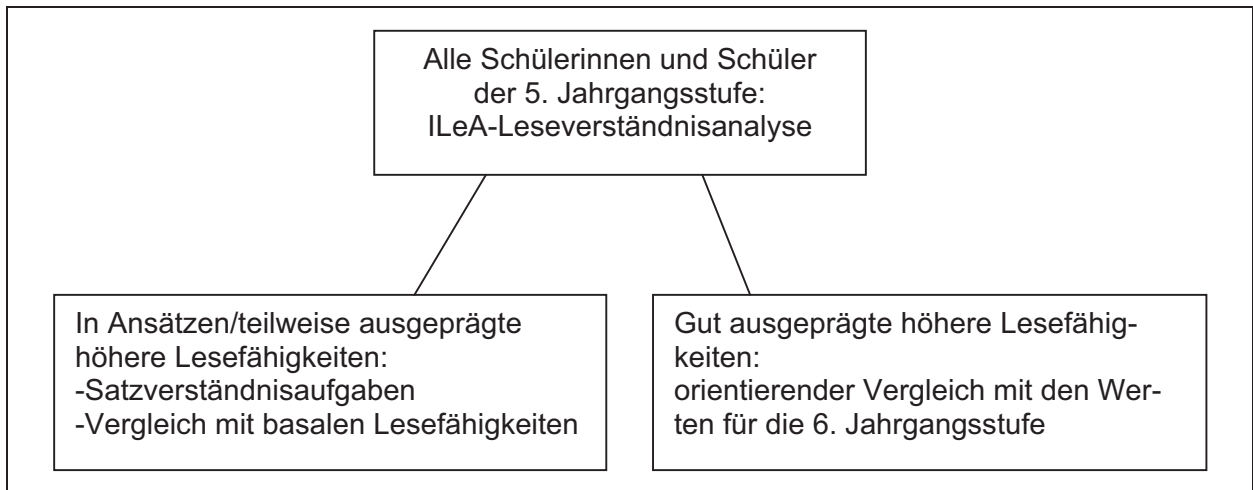 Alle Schülerinnen und Schüler
der 5. Jahrgangsstufe:
ILeA-Leseverständnisanalyse
In Ansätzen/teilweise ausgeprägte
höhere Lesefähigkeiten:
-Satzverständnisaufgaben
-Vergleich mit basalen Lesefähigkeiten
Gut ausgeprägte höhere Lesefähig-
keiten:
orientierender Vergleich mit den Wer-
ten für die 6. Jahrgangsstufe